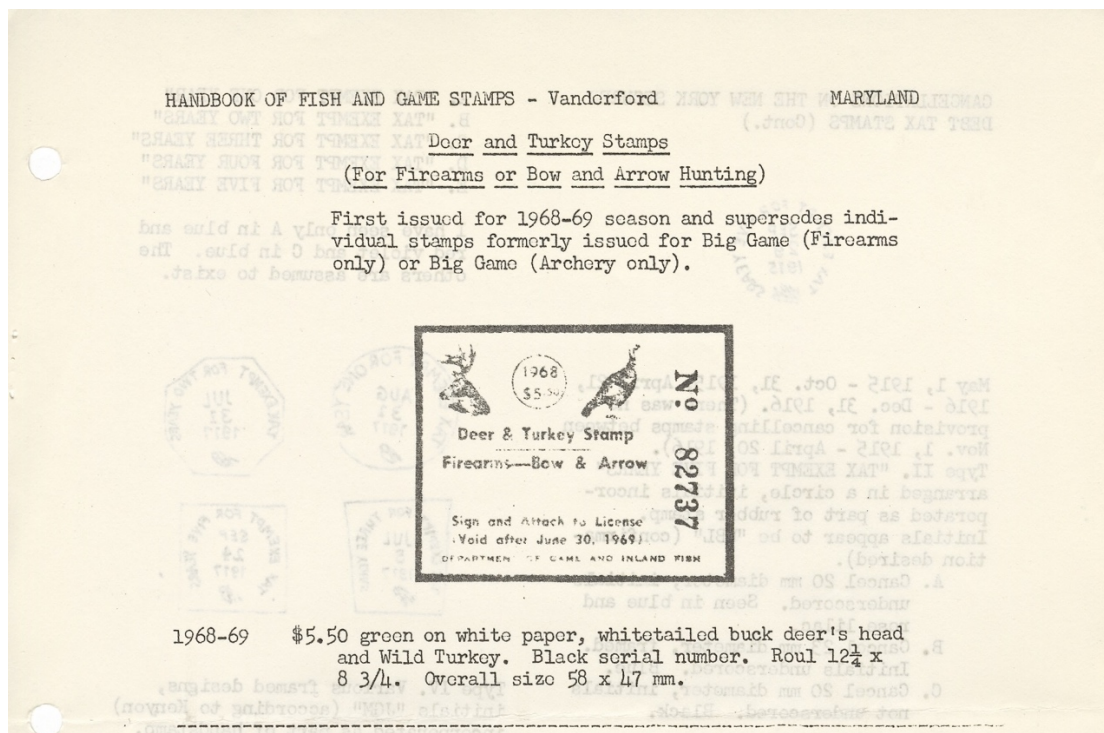 HANDBOOK OF FISH AND GAME STAMPS - Vanderford MARYLAND
Deer and Turkey Stamps
(For Firearms or Bow and Arrow Hunting)
First issued for 1968-69 season and supersedes indi-
vidual stamps formerly issued for Big Game (Firearms
only) or Big Game (Archery only).
1968
$5.50
No. 82737
Deer & Turkey Stamp
Firearms—Bow & Arrow
Sign and Attach to License
Void after June 30, 1969
DEPARTMENT OF GAME AND INLAND FISH
1968-69 $5.50 green on white paper, whitetailed buck deer's head
and Wild Turkey. Black serial number. Roul 12¼ x
8 3/4. Overall size 58 x 47 mm.